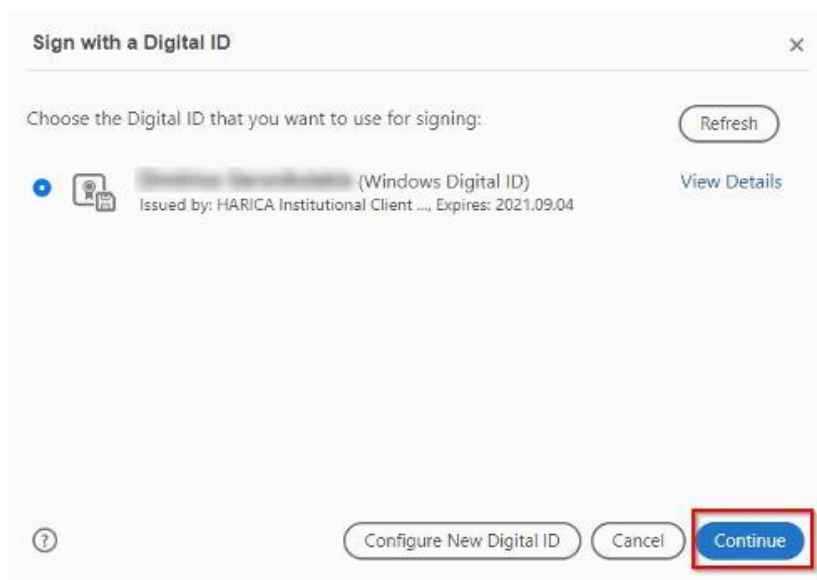 Sign with a Digital ID
Choose the Digital ID that you want to use for signing:
Refresh
(Windows Digital ID)
View Details
Issued by: HARICA Institutional Client ..., Expires: 2021.09.04
Configure New Digital ID
Cancel
Continue